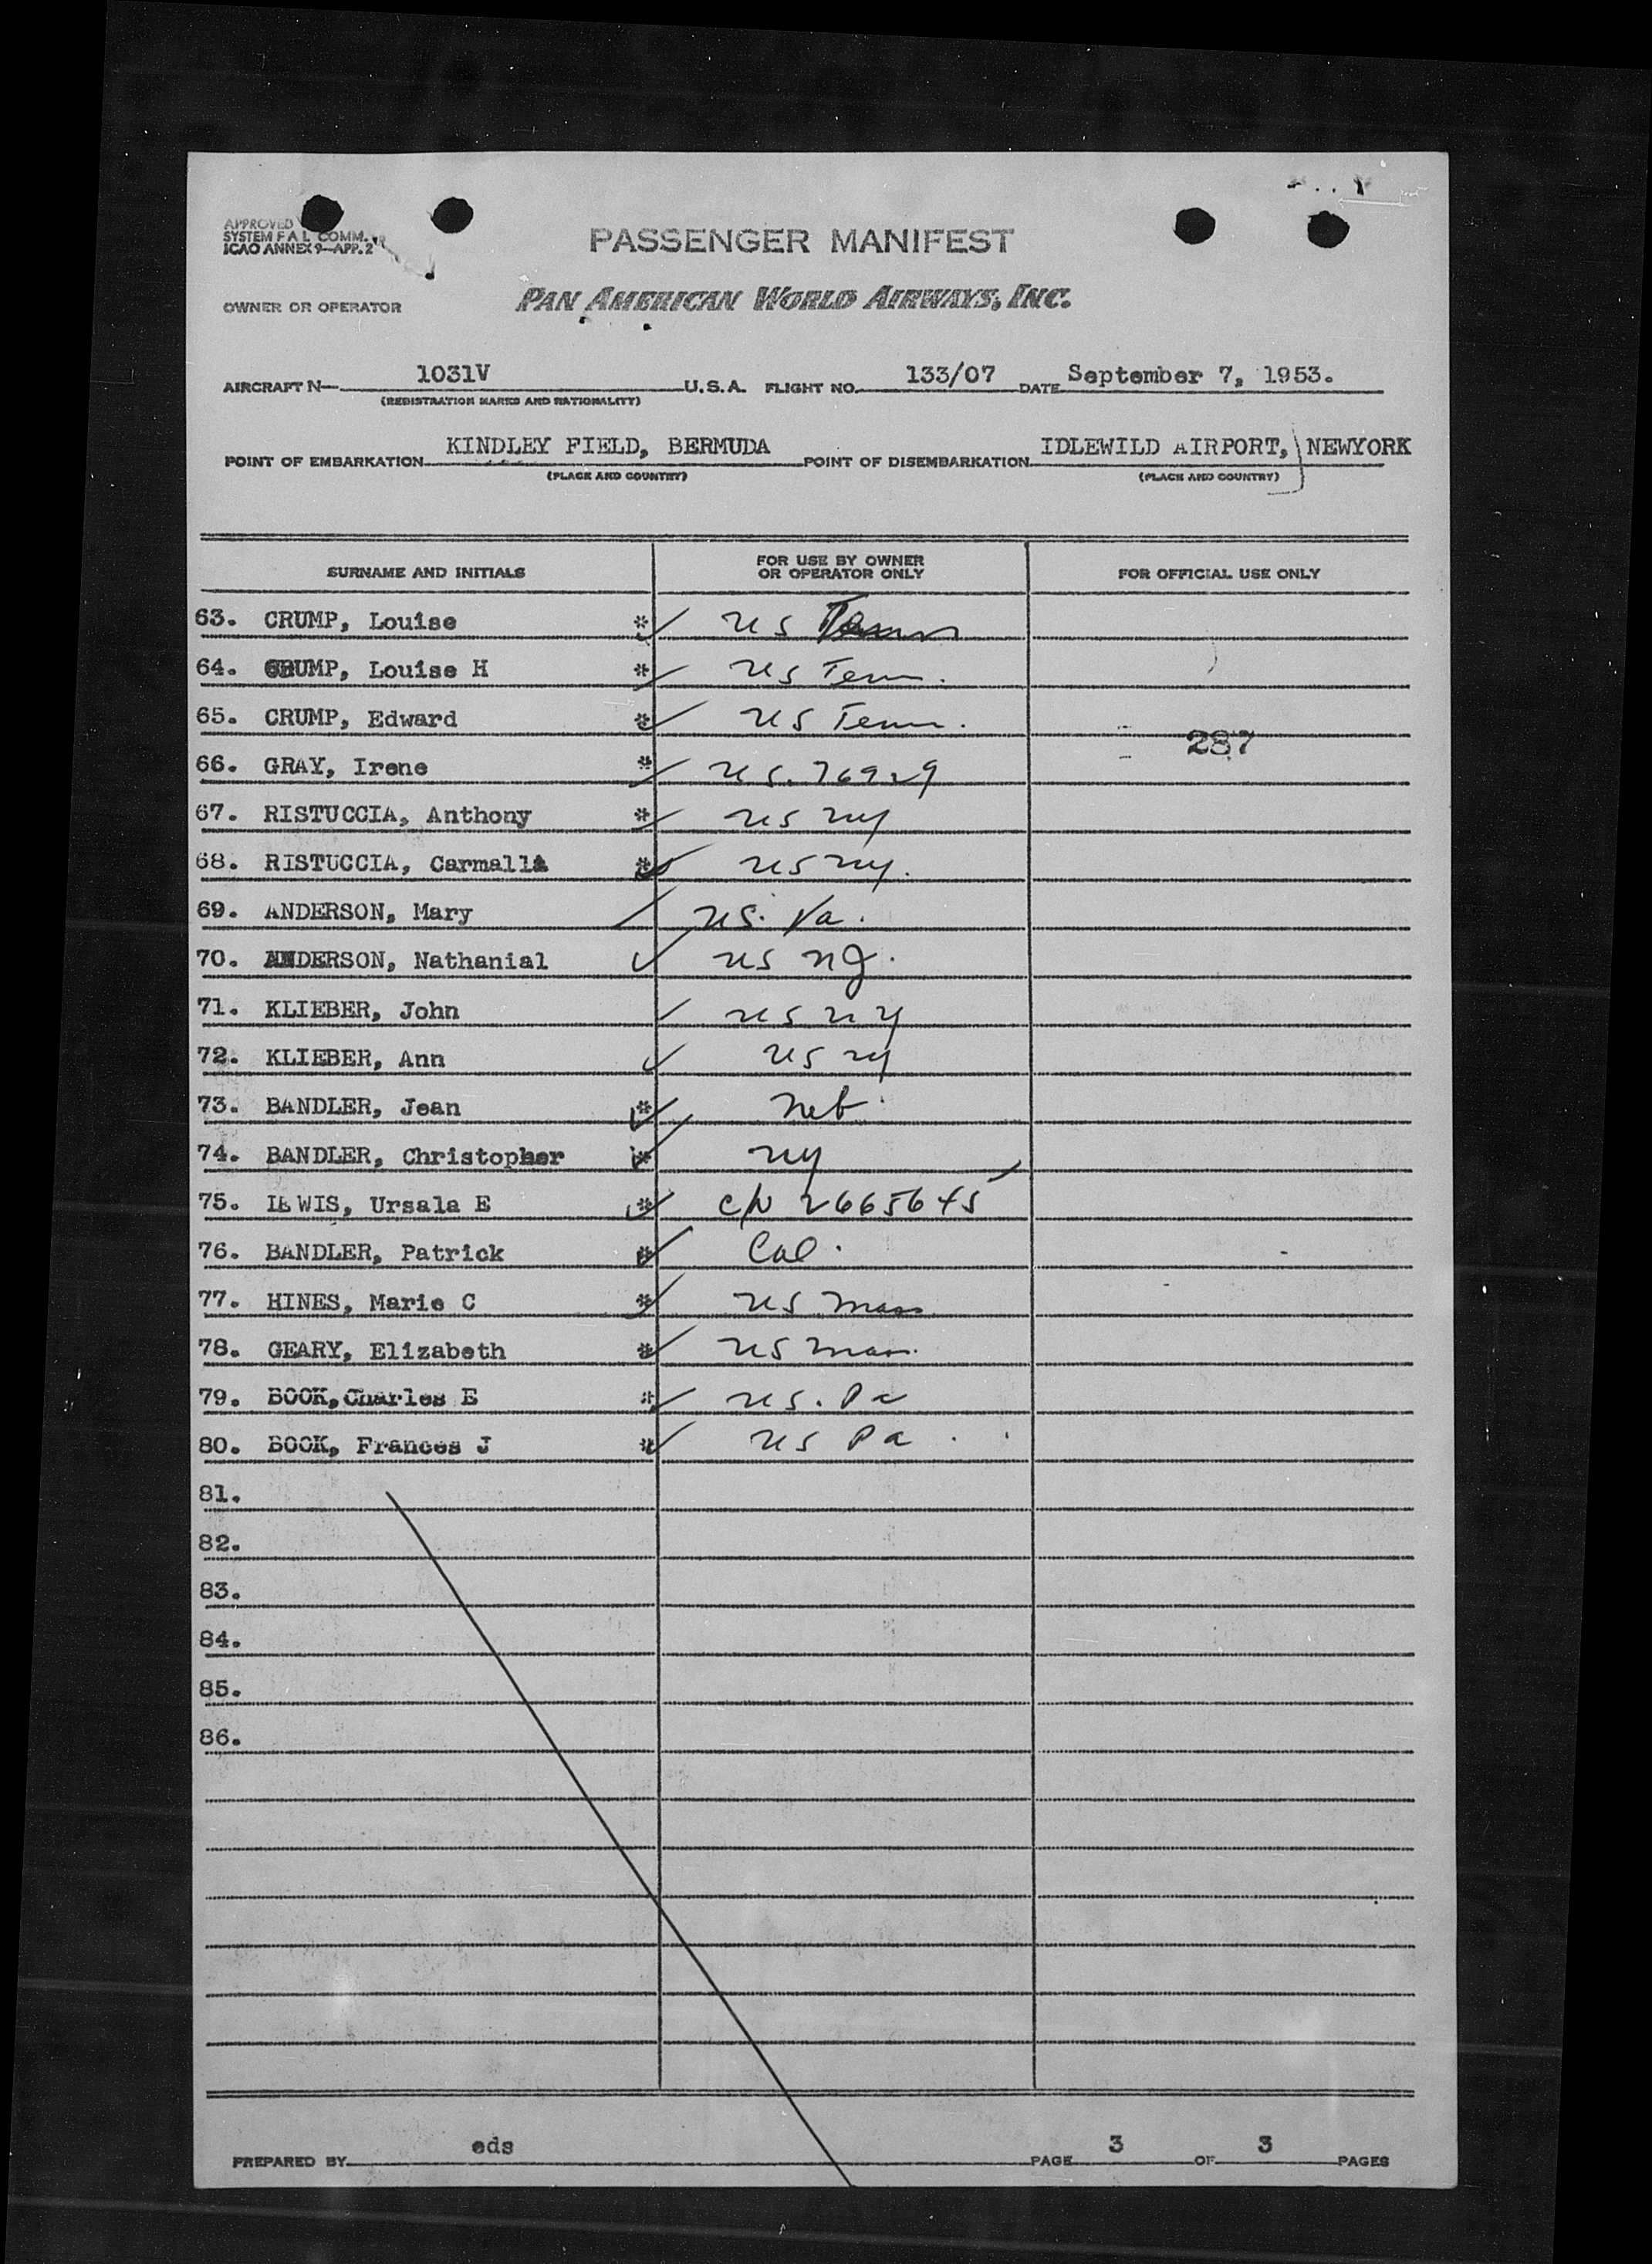 APPROVED
SYSTEM F A L COMM.
ICAO ANNEX 9—APP. 2
PASSENGER MANIFEST
OWNER OR OPERATOR PAN AMERICAN WORLD AIRWAYS, INC.
AIRCRAFT N— 1031V U.S.A. FLIGHT NO. 133/07 DATE September 7, 1953.
(REGISTRATION MARKS AND NATIONALITY)
POINT OF EMBARKATION KINDLEY FIELD, BERMUDA POINT OF DISEMBARKATION IDLEWILD AIRPORT, NEWYORK
(PLACE AND COUNTRY) (PLACE AND COUNTRY)
SURNAME AND INITIALS FOR USE BY OWNER OR OPERATOR ONLY FOR OFFICIAL USE ONLY
63. CRUMP, Louise * US Tenn
64. CRUMP, Louise H * US Tenn.
65. CRUMP, Edward * US Tenn.
287
66. GRAY, Irene * US. 76929
67. RISTUCCIA, Anthony * US NY
68. RISTUCCIA, Carmalla * US NY.
69. ANDERSON, Mary US. Va.
70. ANDERSON, Nathanial US NJ.
71. KLIEBER, John US NY
72. KLIEBER, Ann US NY
73. BANDLER, Jean * Neb
74. BANDLER, Christopher * NY
75. LEWIS, Ursala E * C/N 2665645
76. BANDLER, Patrick * Cal.
77. HINES, Marie C * US Mass
78. GEARY, Elizabeth * US Mass.
79. BOOK, Charles E * US. Pa
80. BOOK, Frances J * US Pa
81.
82.
83.
84.
85.
86.
PREPARED BY eds PAGE 3 OF 3 PAGES